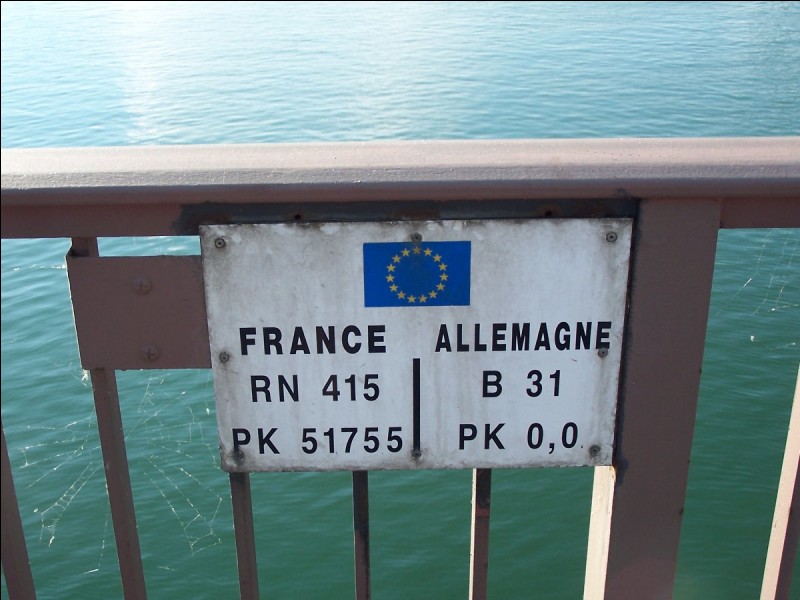 FRANCE ALLEMAGNE
RN 415 B 31
PK 51755 PK 0,0